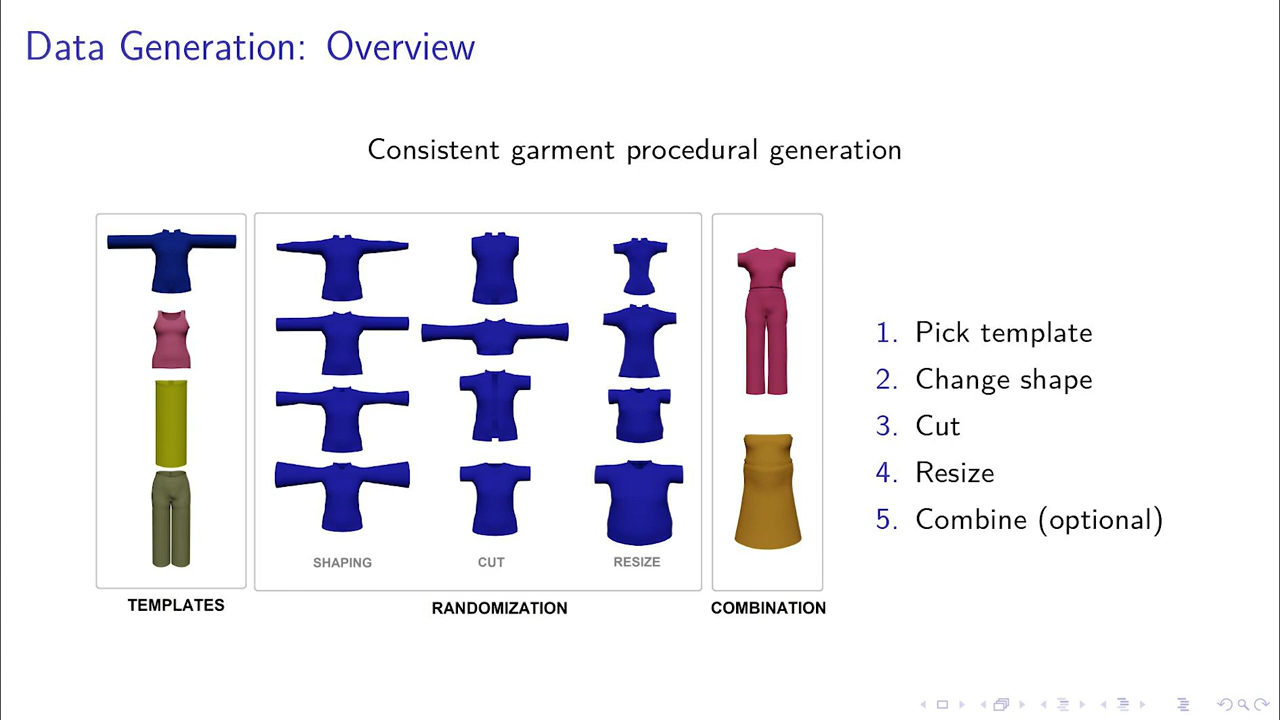 Data Generation: Overview
Consistent garment procedural generation
SHAPING
CUT
RESIZE
TEMPLATES
RANDOMIZATION
COMBINATION
1. Pick template
2. Change shape
3. Cut
4. Resize
5. Combine (optional)